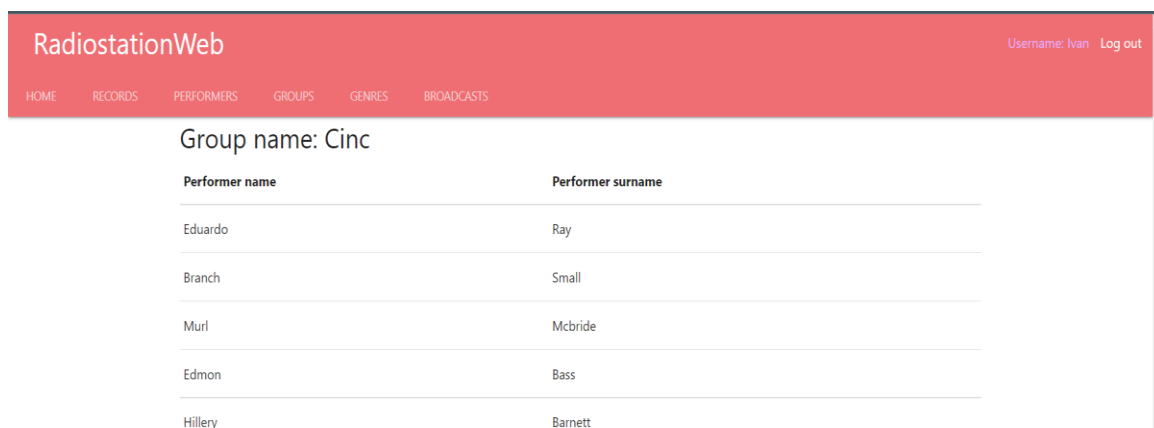 RadiostationWeb
Username: Ivan Log out
HOME RECORDS PERFORMERS GROUPS GENRES BROADCASTS
Group name: Cinc
Performer name Performer surname
Eduardo Ray
Branch Small
Murl Mcbride
Edmon Bass
Hillery Barnett